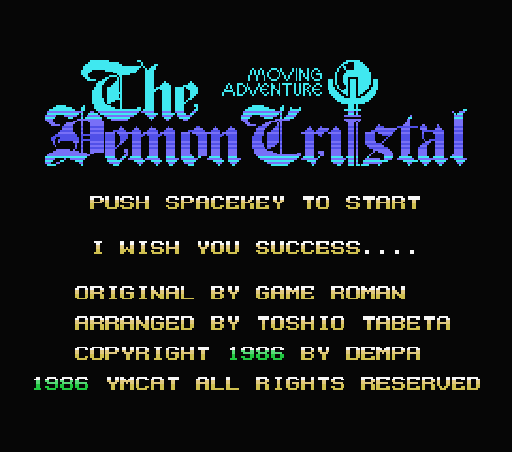 MOVING
ADVENTURE
The
Demon Crystal
PUSH SPACEKEY TO START
I WISH YOU SUCCESS....
ORIGINAL BY GAME ROMAN
ARRANGED BY TOSHIO TABETA
COPYRIGHT 1986 BY DEMPA
1986 YMCAT ALL RIGHTS RESERVED